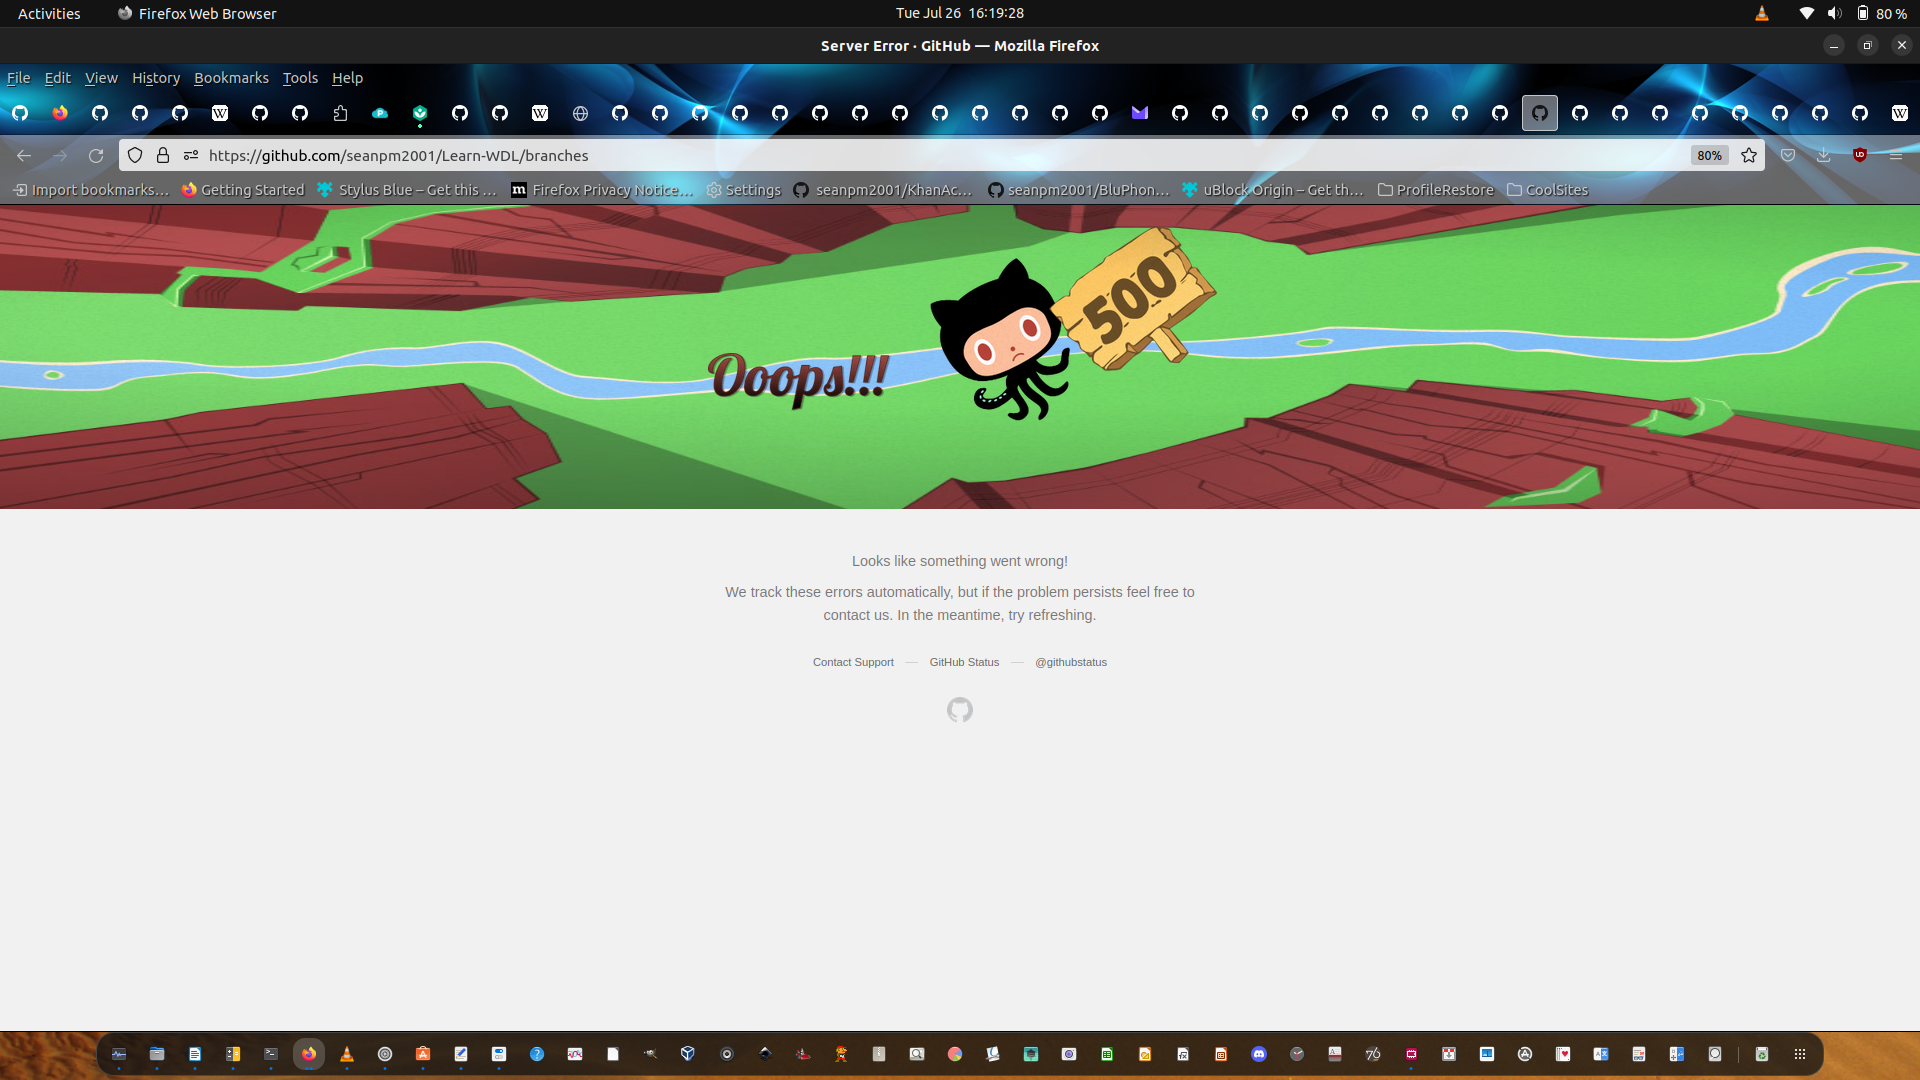 Activities Firefox Web Browser Tue Jul 26 16:19:28 80 %
Server Error · GitHub — Mozilla Firefox
File Edit View History Bookmarks Tools Help
https://github.com/seanpm2001/Learn-WDL/branches 80%
Import bookmarks... Getting Started Stylus Blue – Get this ... Firefox Privacy Notice... Settings seanpm2001/KhanAc... seanpm2001/BluPhon... uBlock Origin – Get th... ProfileRestore CoolSites
500
Ooops!!!
Looks like something went wrong!
We track these errors automatically, but if the problem persists feel free to
contact us. In the meantime, try refreshing.
Contact Support — GitHub Status — @githubstatus